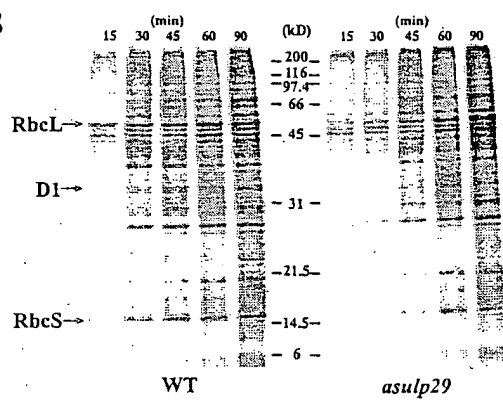 (min) (min)
15 30 45 60 90 (kD) 15 30 45 60 90
200
116
97.4
66
RbcL→ 45
D1→ 31
21.5
RbcS→ 14.5
6
WT asulp29